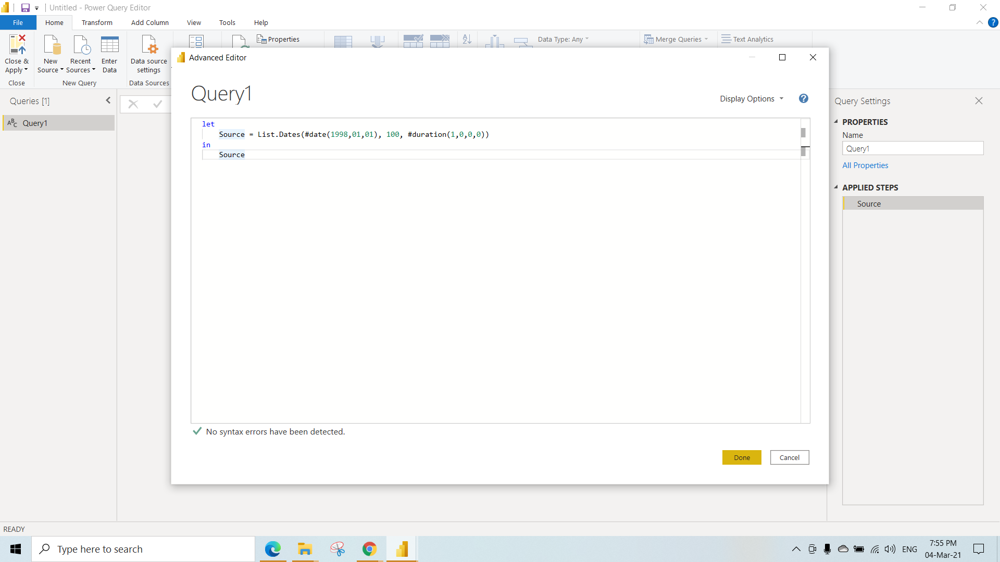 Untitled - Power Query Editor
File Home Transform Add Column View Tools Help
Close & Apply
New Source
Recent Sources
Enter Data
Data source settings
Properties
Data Type: Any
Merge Queries
Text Analytics
Close
New Query
Data Sources
Advanced Editor
Queries [1]
Query1
Query1
Display Options
let
    Source = List.Dates(#date(1998,01,01), 100, #duration(1,0,0,0))
in
    Source
No syntax errors have been detected.
Done Cancel
Query Settings
PROPERTIES
Name
Query1
All Properties
APPLIED STEPS
Source
READY
Type here to search
ENG
7:55 PM
04-Mar-21